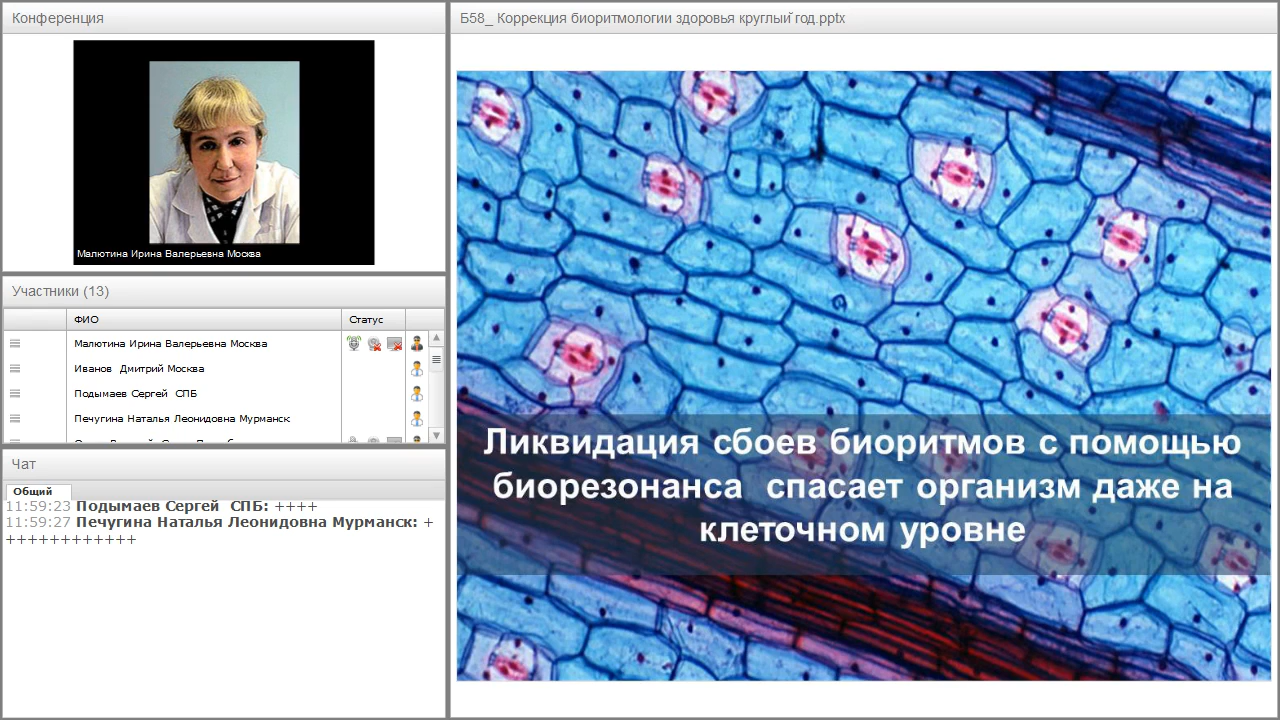 Конференция
Малютина Ирина Валерьевна Москва
Участники (13)
ФИО
Статус
Малютина Ирина Валерьевна Москва
Иванов Дмитрий Москва
Подымаев Сергей СПБ
Печугина Наталья Леонидовна Мурманск
Чат
Общий
11:59:23 Подымаев Сергей СПБ: ++++
11:59:27 Печугина Наталья Леонидовна Мурманск: +
++++++++++++
Б58_ Коррекция биоритмологии здоровья круглый год.pptx
Ликвидация сбоев биоритмов с помощью
биорезонанса спасает организм даже на
клеточном уровне